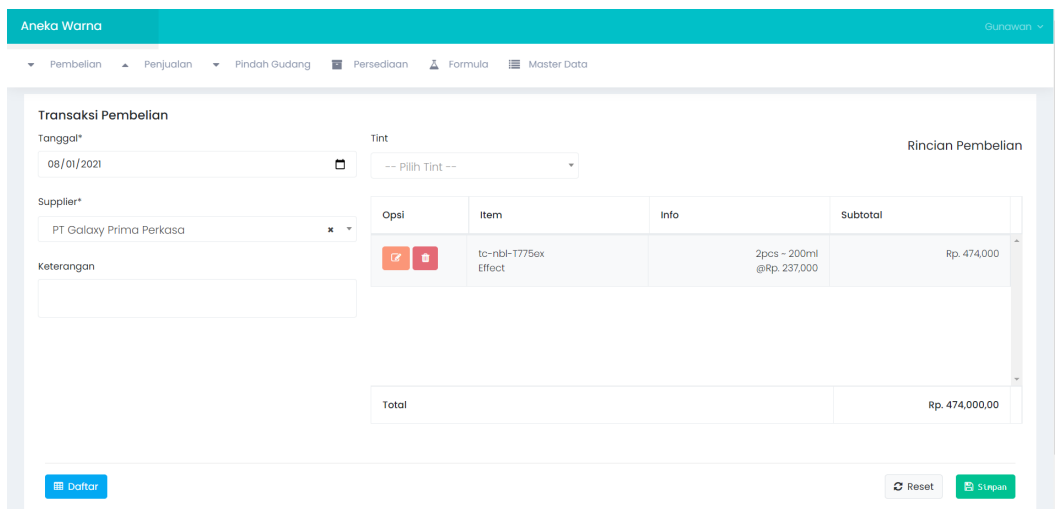 Aneka Warna
Gunawan
Pembelian Penjualan Pindah Gudang Persediaan Formula Master Data
Transaksi Pembelian
Tanggal*
08/01/2021
Supplier*
PT Galaxy Prima Perkasa
Keterangan
Tint
-- Pilih Tint --
Rincian Pembelian
Opsi Item Info Subtotal
tc-nbl-T775ex 2pcs ~ 200ml Rp. 474,000
Effect @Rp. 237,000
Total Rp. 474,000,00
Daftar
Reset
Simpan